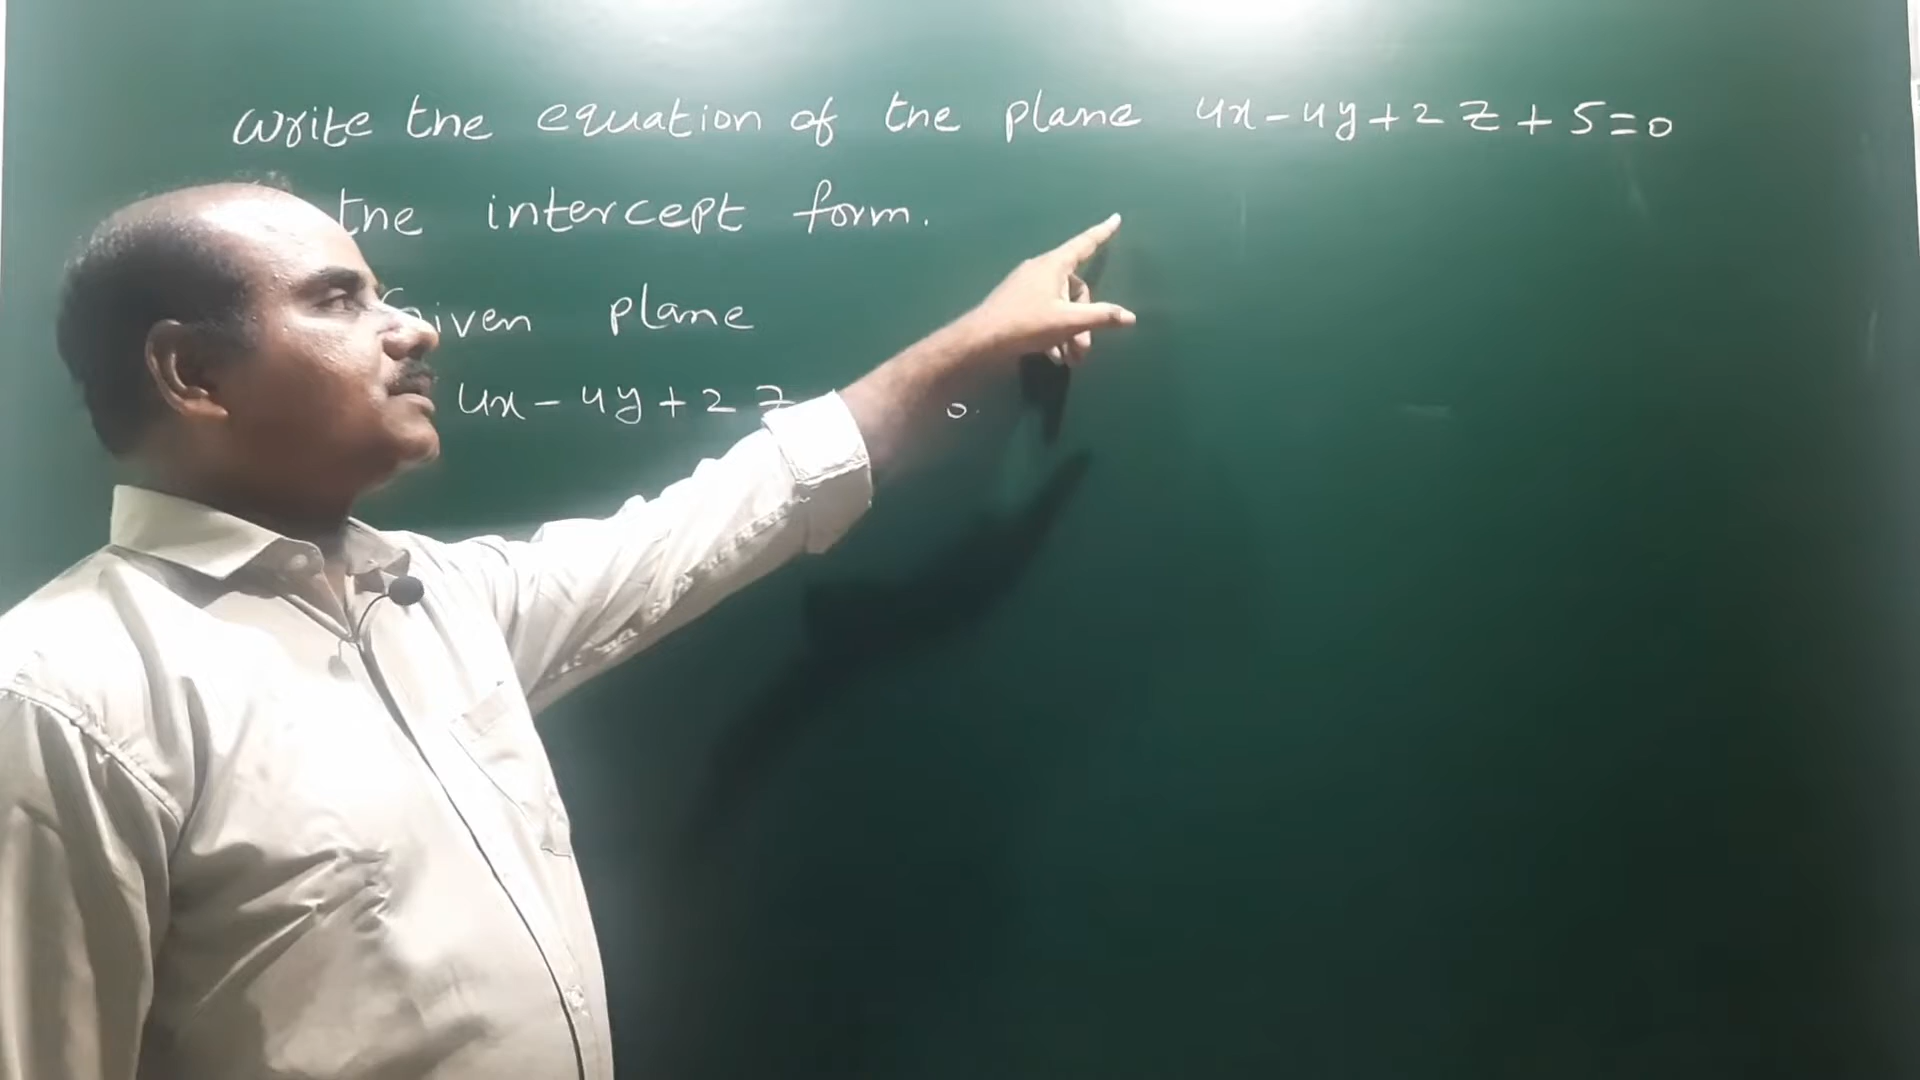 Write the equation of the plane 4x-4y+2z+5=0
the intercept form.
Given plane
4x-4y+2z 0.